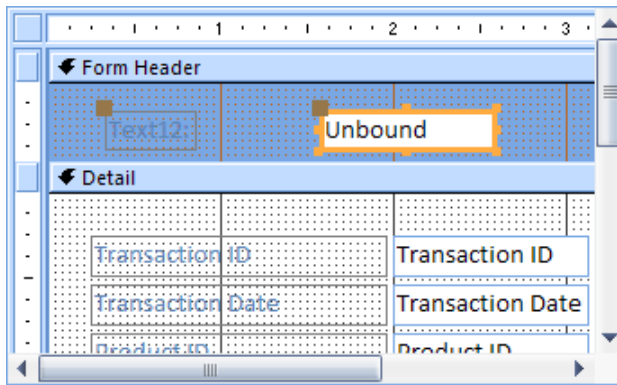 1 2 3
Form Header
Text12: Unbound
Detail
Transaction ID Transaction ID
Transaction Date Transaction Date
Product ID Product ID